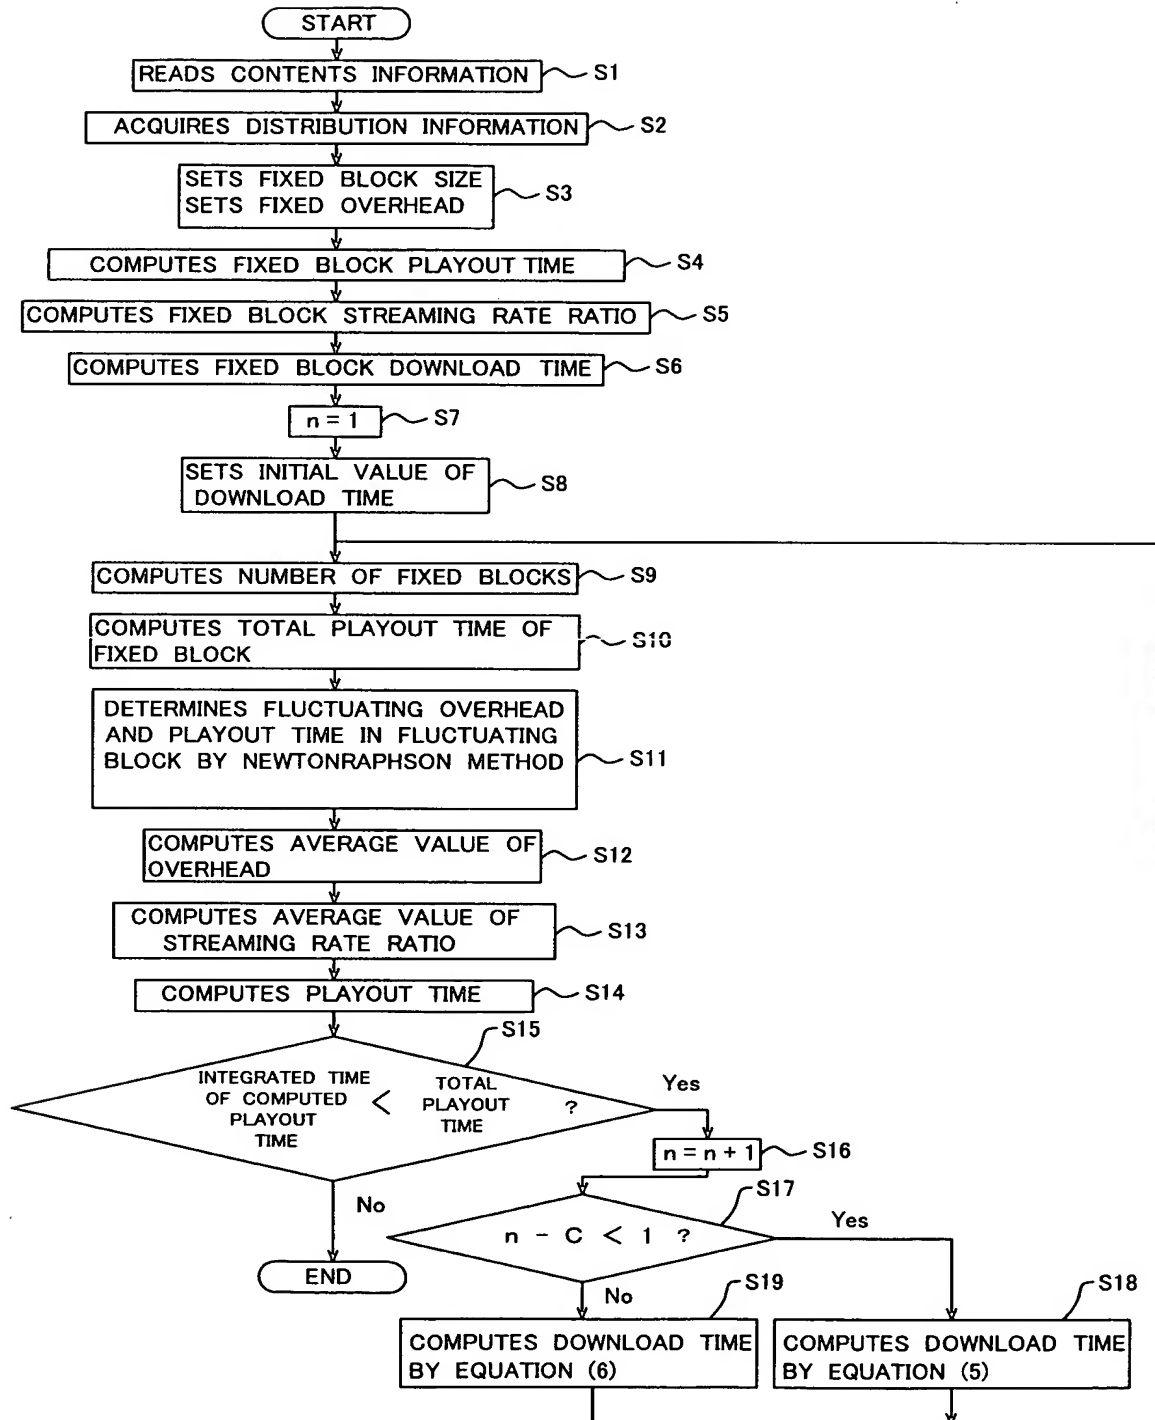 START
READS CONTENTS INFORMATION
S1
ACQUIRES DISTRIBUTION INFORMATION
S2
SETS FIXED BLOCK SIZE
SETS FIXED OVERHEAD
S3
COMPUTES FIXED BLOCK PLAYOUT TIME
S4
COMPUTES FIXED BLOCK STREAMING RATE RATIO
S5
COMPUTES FIXED BLOCK DOWNLOAD TIME
S6
n = 1
S7
SETS INITIAL VALUE OF
DOWNLOAD TIME
S8
COMPUTES NUMBER OF FIXED BLOCKS
S9
COMPUTES TOTAL PLAYOUT TIME OF
FIXED BLOCK
S10
DETERMINES FLUCTUATING OVERHEAD
AND PLAYOUT TIME IN FLUCTUATING
BLOCK BY NEWTONRAPHSON METHOD
S11
COMPUTES AVERAGE VALUE OF
OVERHEAD
S12
COMPUTES AVERAGE VALUE OF
STREAMING RATE RATIO
S13
COMPUTES PLAYOUT TIME
S14
S15
INTEGRATED TIME
OF COMPUTED
PLAYOUT
TIME
<
TOTAL
PLAYOUT
TIME
?
Yes
n = n + 1
S16
No
END
S17
n - C < 1 ?
Yes
No
S19
COMPUTES DOWNLOAD TIME
BY EQUATION (6)
S18
COMPUTES DOWNLOAD TIME
BY EQUATION (5)